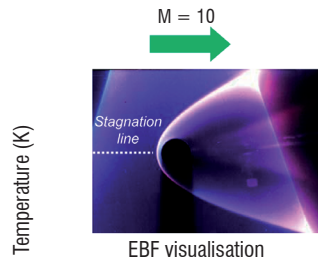 M = 10
Temperature (K)
Stagnation
line
EBF visualisation